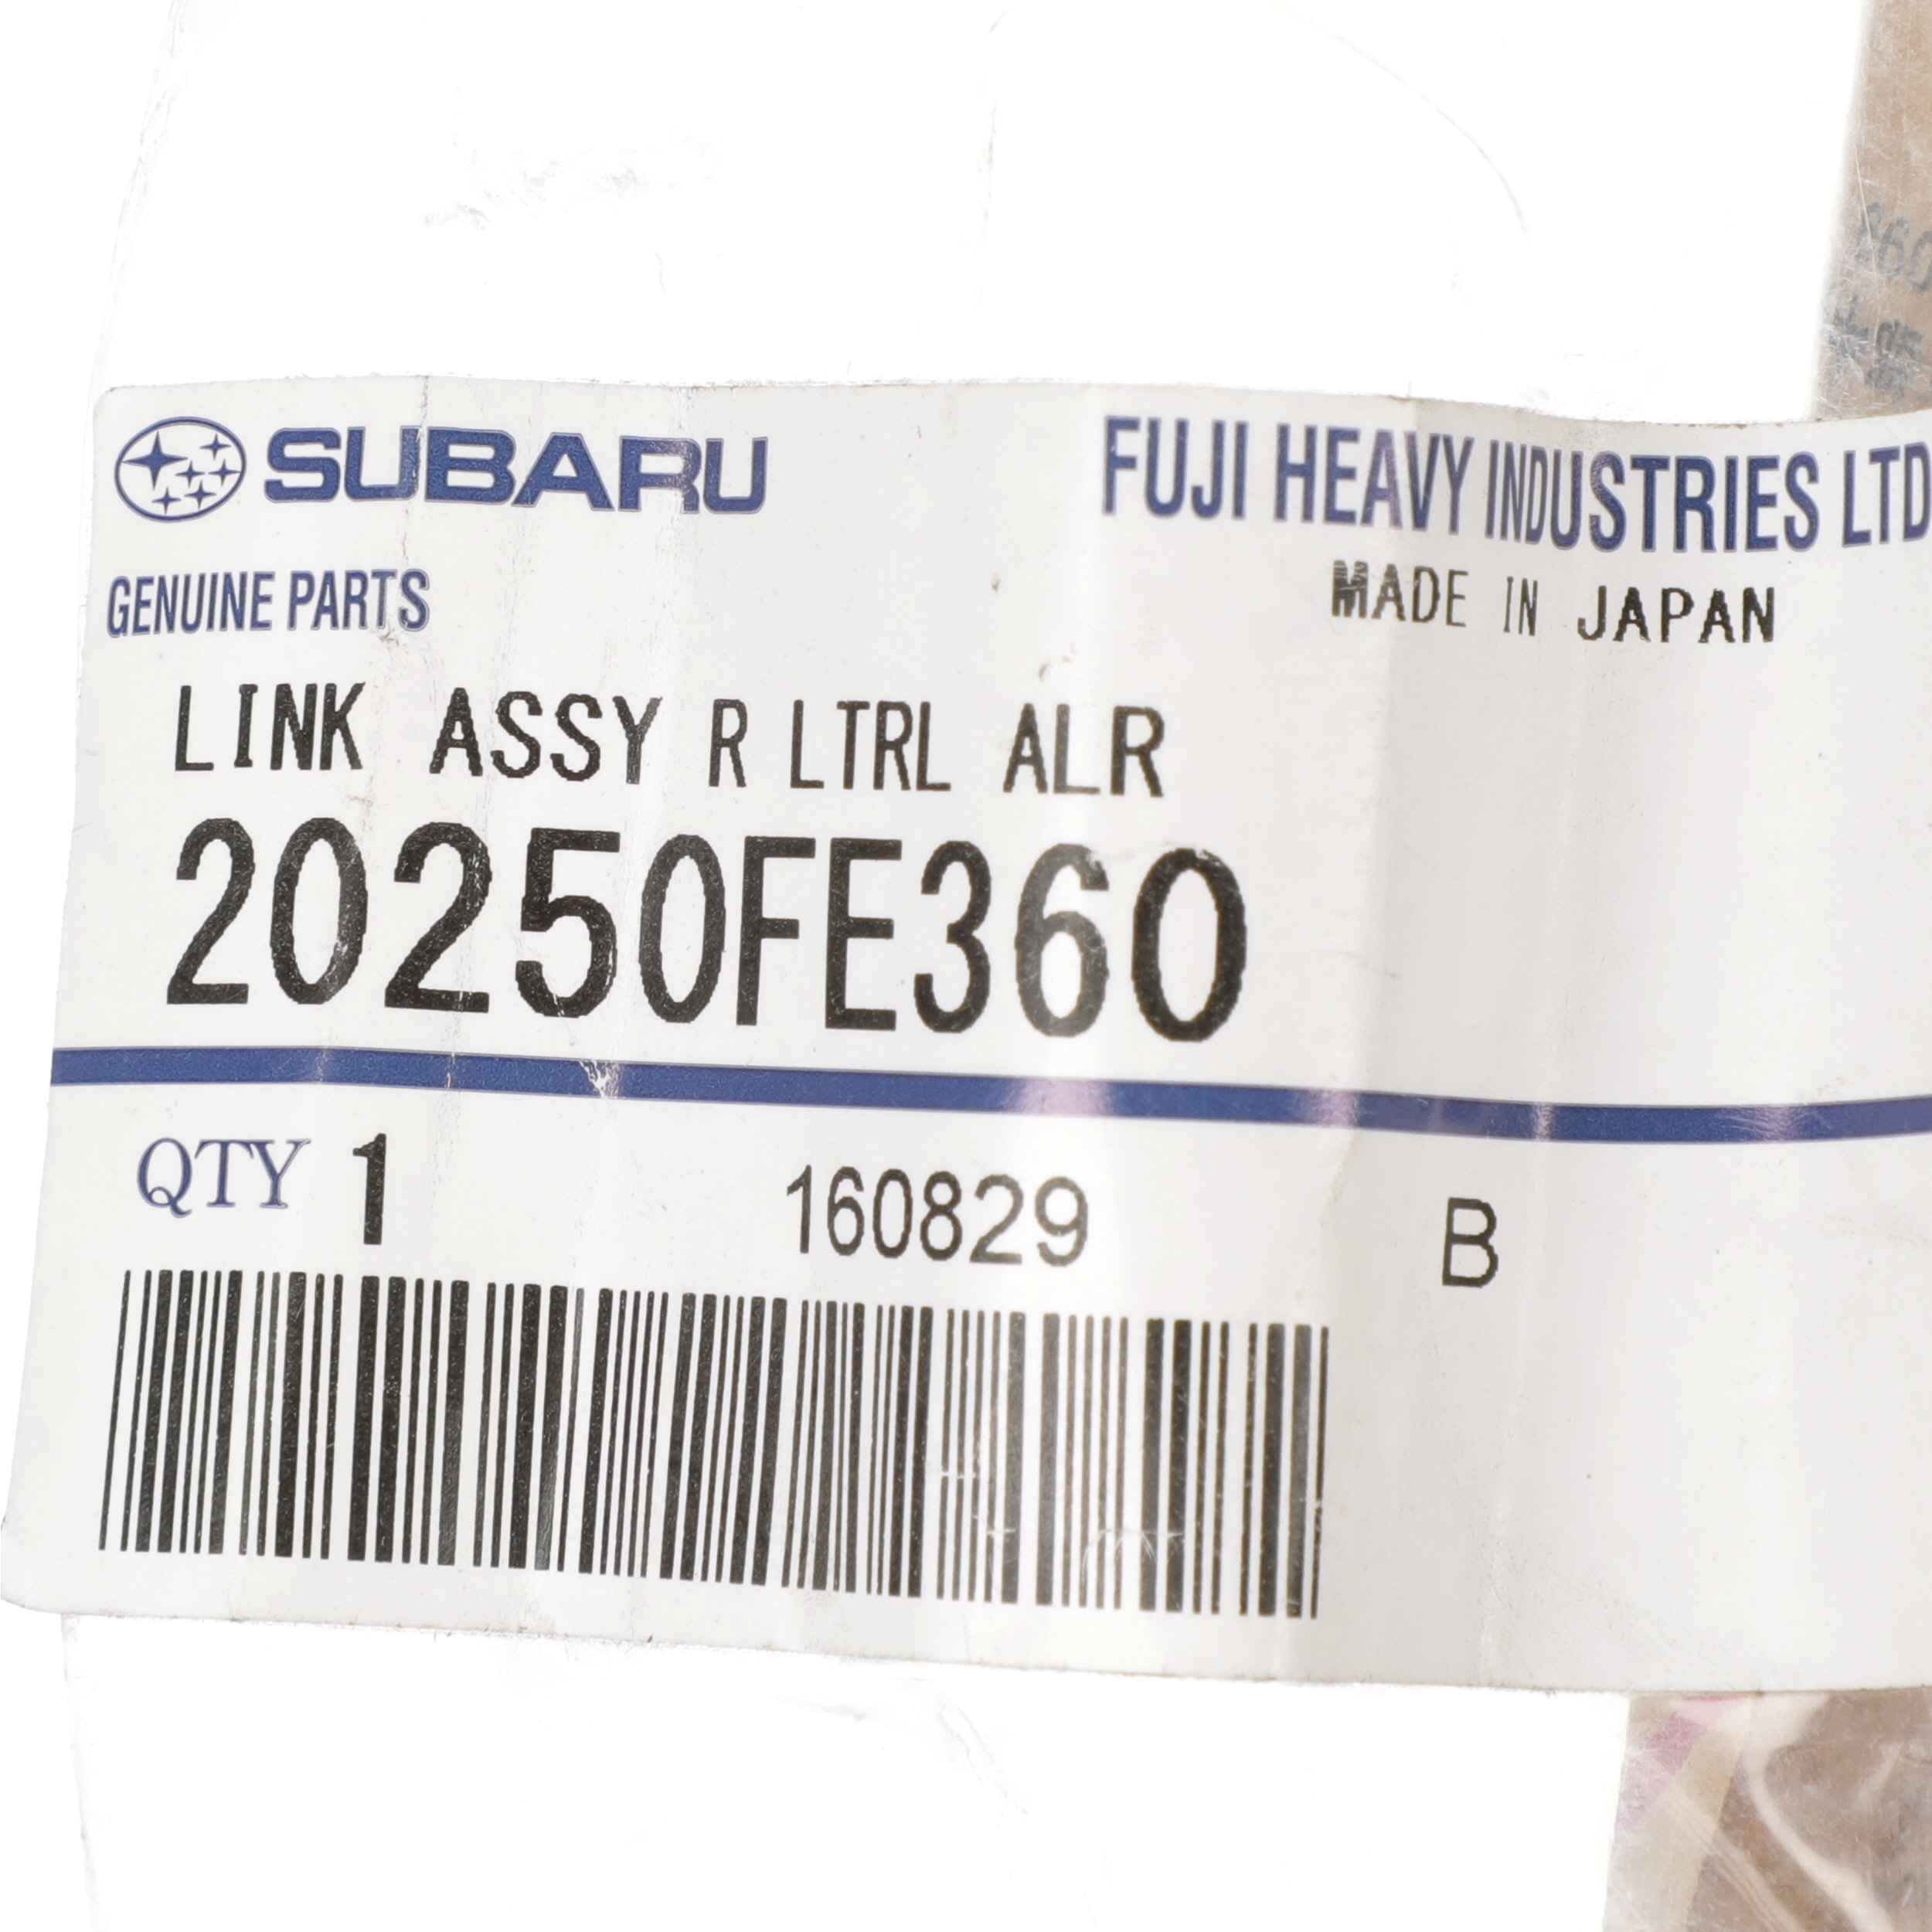 SUBARU
FUJI HEAVY INDUSTRIES LTD
GENUINE PARTS
MADE IN JAPAN
LINK ASSY R LTRL ALR
20250FE360
QTY 1
160829
B